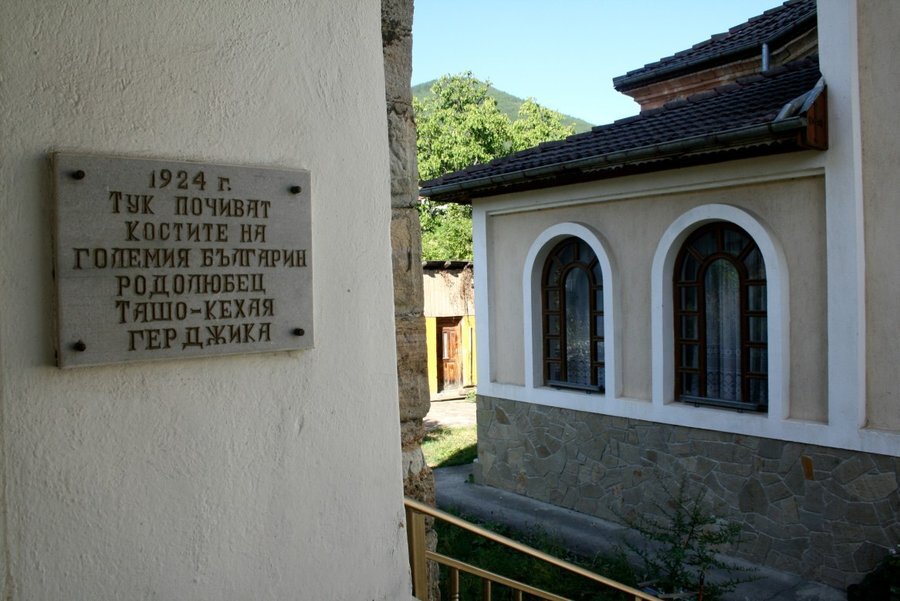 1924 г.
ТУК ПОЧИВАТ
КОСТИТЕ НА
ГОЛЕМИЯ БЪЛГАРИН
РОДОЛЮБЕЦ
ТАШО-КЕХАЯ
ГЕРДЖИКА